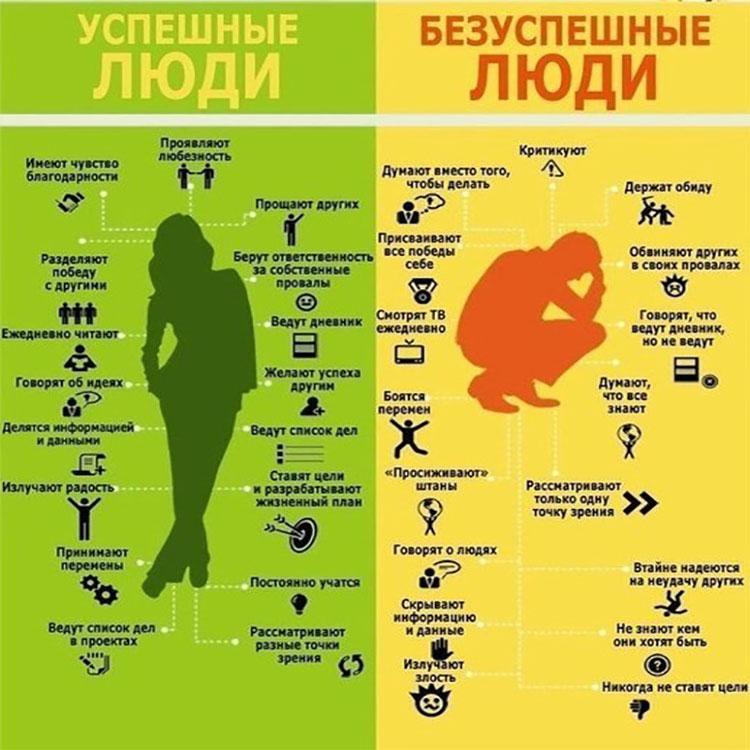 УСПЕШНЫЕ
ЛЮДИ
Проявляют
любезность
Имеют чувство
благодарности
Прощают других
Разделяют
победу
с другими
Берут ответственность
за собственные
провалы
Ежедневно читают
Ведут дневник
Говорят об идеях
Желают успеха
другим
Делятся информацией
и данными
Ведут список дел
Излучают радость
Ставят цели
и разрабатывают
жизненный план
Принимают
перемены
Постоянно учатся
Ведут список дел
в проектах
Рассматривают
разные точки
зрения
БЕЗУСПЕШНЫЕ
ЛЮДИ
Критикуют
Думают вместо того,
чтобы делать
Держат обиду
Присваивают
все победы
себе
Обвиняют других
в своих провалах
Смотрят ТВ
ежедневно
Говорят, что
ведут дневник,
но не ведут
Боятся
перемен
Думают,
что все
знают
«Просиживают»
штаны
Рассматривают
только одну
точку зрения
Говорят о людях
Втайне надеются
на неудачу других
Скрывают
информацию
и данные
Не знают кем
они хотят быть
Излучают
злость
Никогда не ставят цели